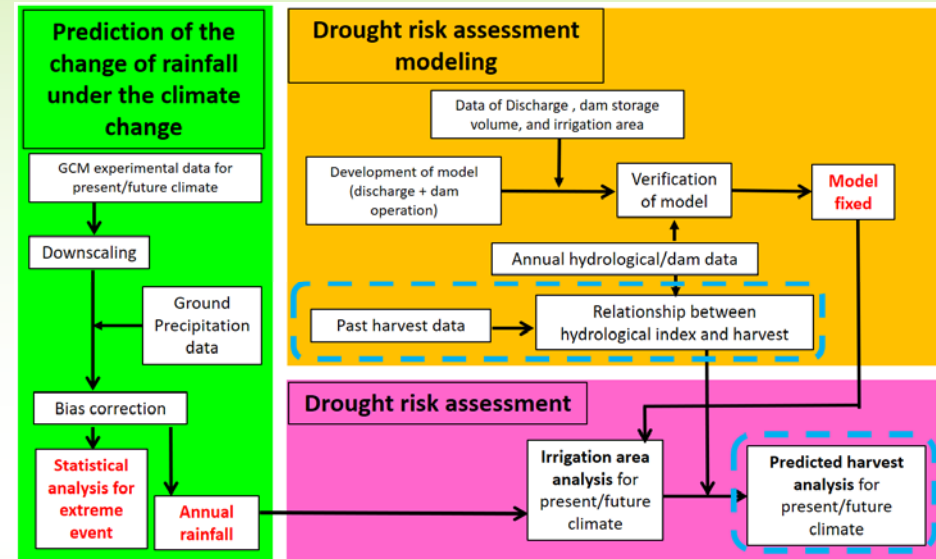 Prediction of the
change of rainfall
under the climate
change
GCM experimental data for
present/future climate
Downscaling
Ground
Precipitation
data
Bias correction
Statistical
analysis for
extreme
event
Annual
rainfall
Drought risk assessment
modeling
Data of Discharge , dam storage
volume, and irrigation area
Development of model
(discharge + dam
operation)
Verification
of model
Model
fixed
Annual hydrological/dam data
Past harvest data
Relationship between
hydrological index and harvest
Drought risk assessment
Irrigation area
analysis for
present/future
climate
Predicted harvest
analysis for
present/future
climate